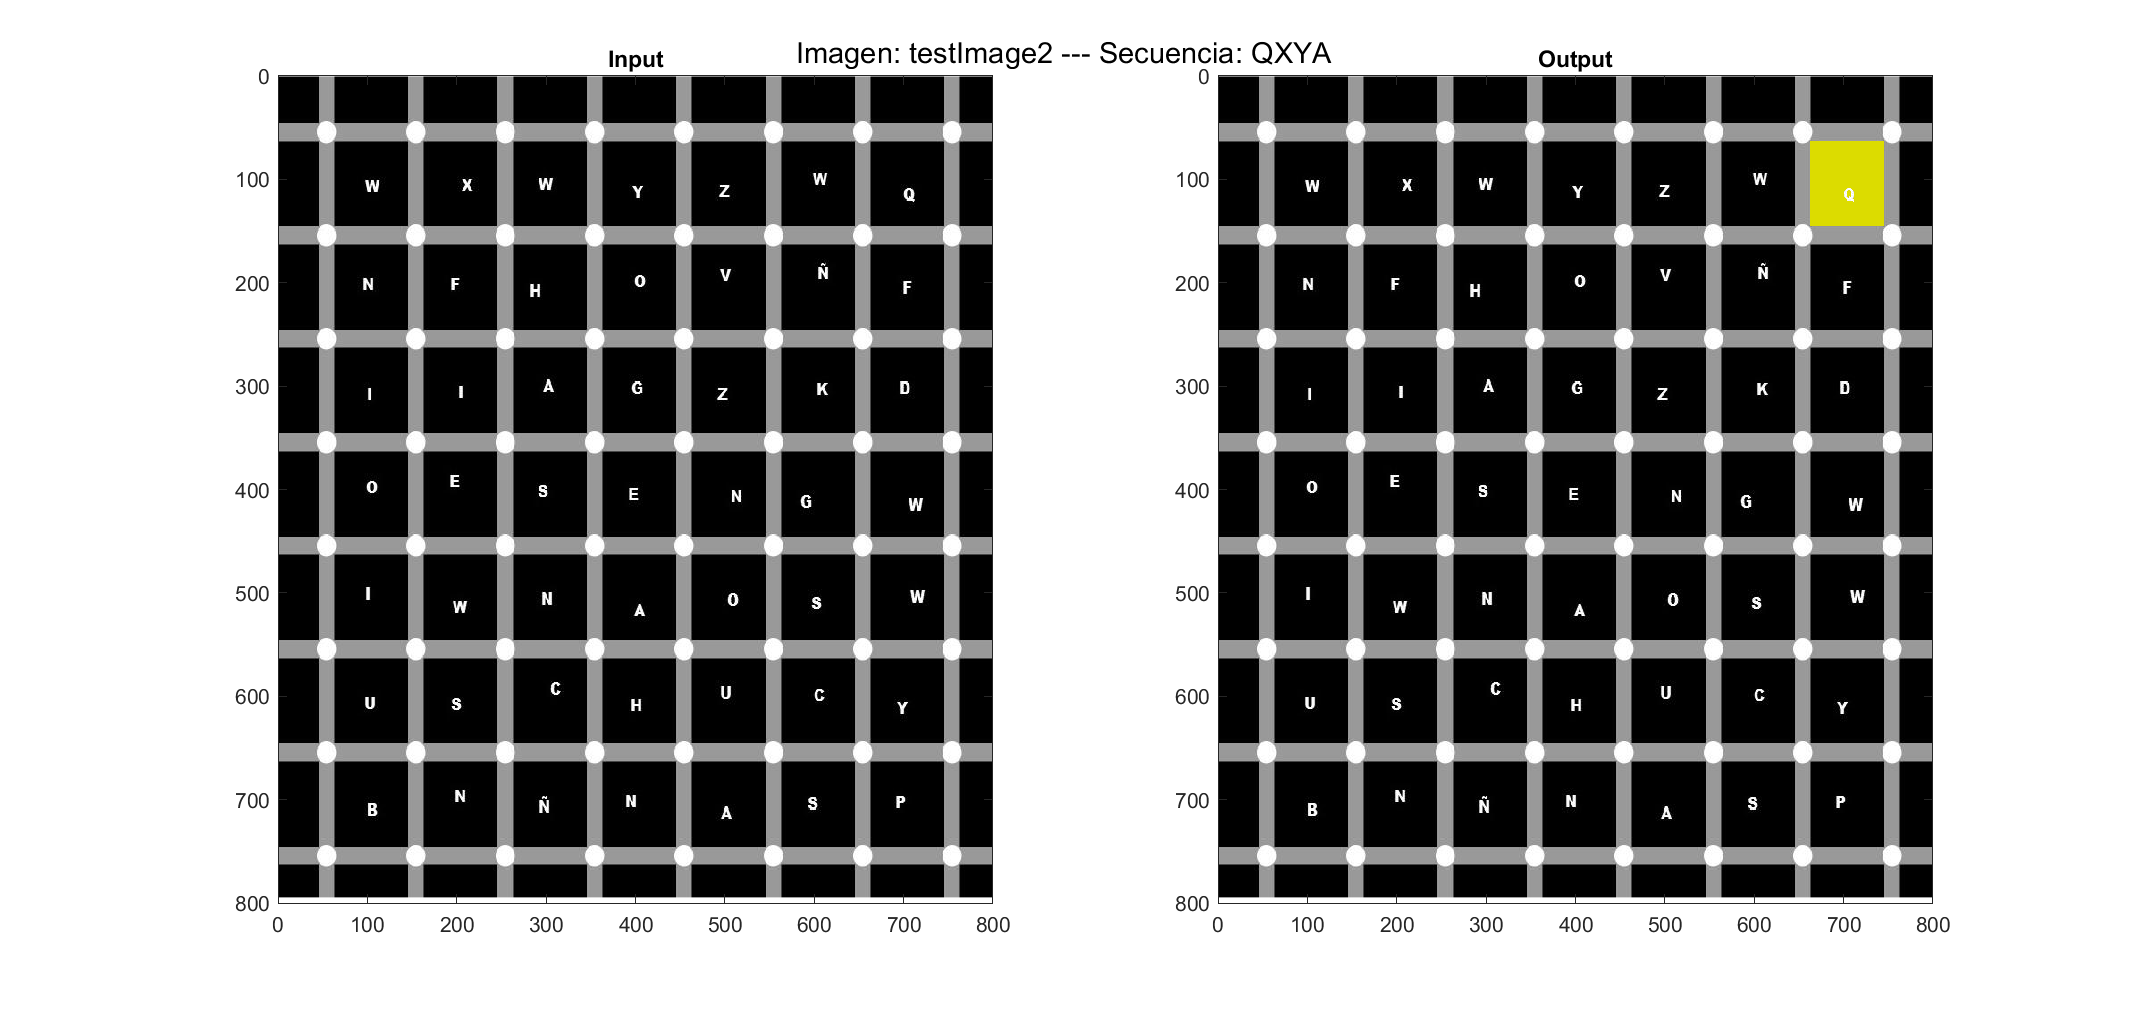 Imagen: testImage2 --- Secuencia: QXYA
Input
0
100
200
300
400
500
600
700
800
W X W Y Z W Q
N F H O V Ñ F
I I A G Z K D
O E S E N G W
I W N A O S W
U S C H U C Y
B N Ñ N A S P
0 100 200 300 400 500 600 700 800
Output
0
100
200
300
400
500
600
700
800
W X W Y Z W Q
N F H O V Ñ F
I I A G Z K D
O E S E N G W
I W N A O S W
U S C H U C Y
B N Ñ N A S P
0 100 200 300 400 500 600 700 800